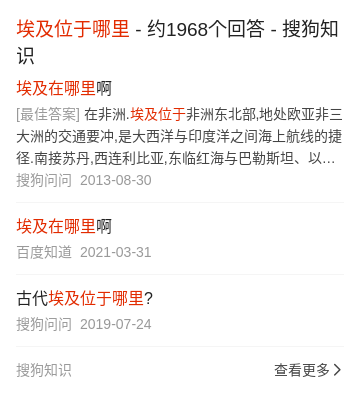 埃及位于哪里 - 约1968个回答 - 搜狗知
识
埃及在哪里啊
[最佳答案] 在非洲.埃及位于非洲东北部,地处欧亚非三
大洲的交通要冲,是大西洋与印度洋之间海上航线的捷
径.南接苏丹,西连利比亚,东临红海与巴勒斯坦、以…
搜狗问问 2013-08-30
埃及在哪里啊
百度知道 2021-03-31
古代埃及位于哪里?
搜狗问问 2019-07-24
搜狗知识 查看更多